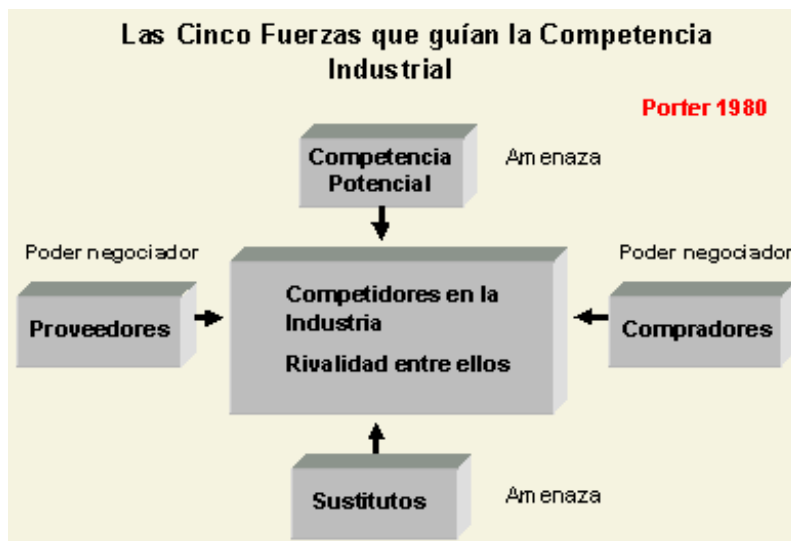 Las Cinco Fuerzas que guían la Competencia
Industrial
Porter 1980
Competencia
Potencial
Amenaza
Poder negociador
Poder negociador
Proveedores
Competidores en la
Industria
Rivalidad entre ellos
Compradores
Sustitutos
Amenaza